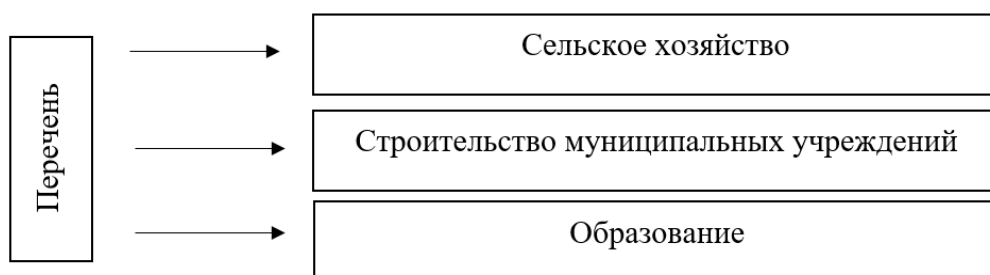 Перечень
Сельское хозяйство
Строительство муниципальных учреждений
Образование